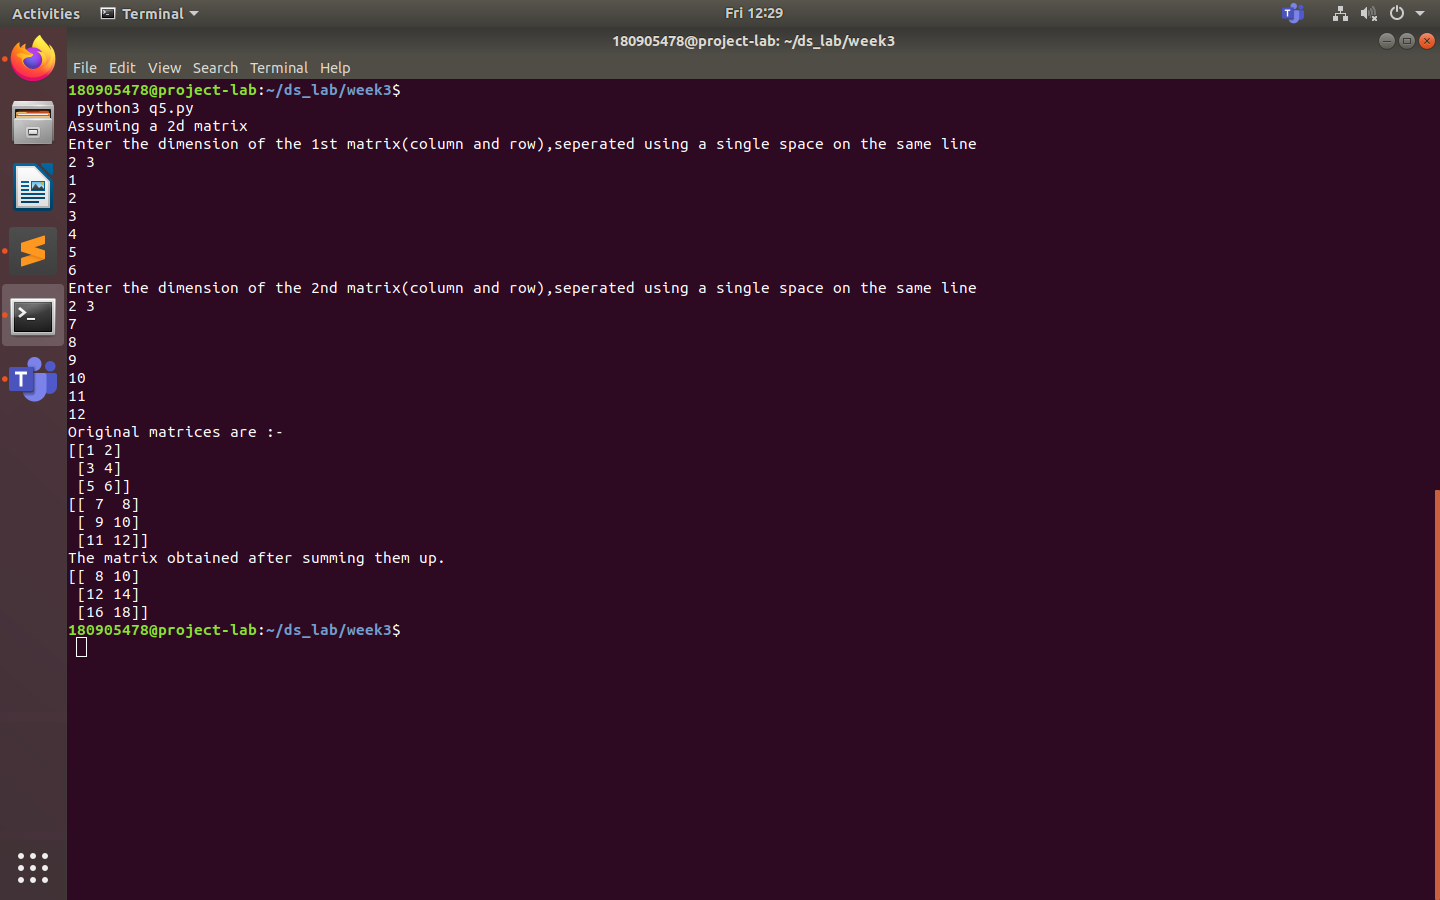 Activities Terminal Fri 12:29
180905478@project-lab: ~/ds_lab/week3
File Edit View Search Terminal Help
180905478@project-lab:~/ds_lab/week3$
python3 q5.py
Assuming a 2d matrix
Enter the dimension of the 1st matrix(column and row),seperated using a single space on the same line
2 3
1
2
3
4
5
6
Enter the dimension of the 2nd matrix(column and row),seperated using a single space on the same line
2 3
7
8
9
10
11
12
Original matrices are :-
[[1 2]
 [3 4]
 [5 6]]
[[ 7  8]
 [ 9 10]
 [11 12]]
The matrix obtained after summing them up.
[[ 8 10]
 [12 14]
 [16 18]]
180905478@project-lab:~/ds_lab/week3$